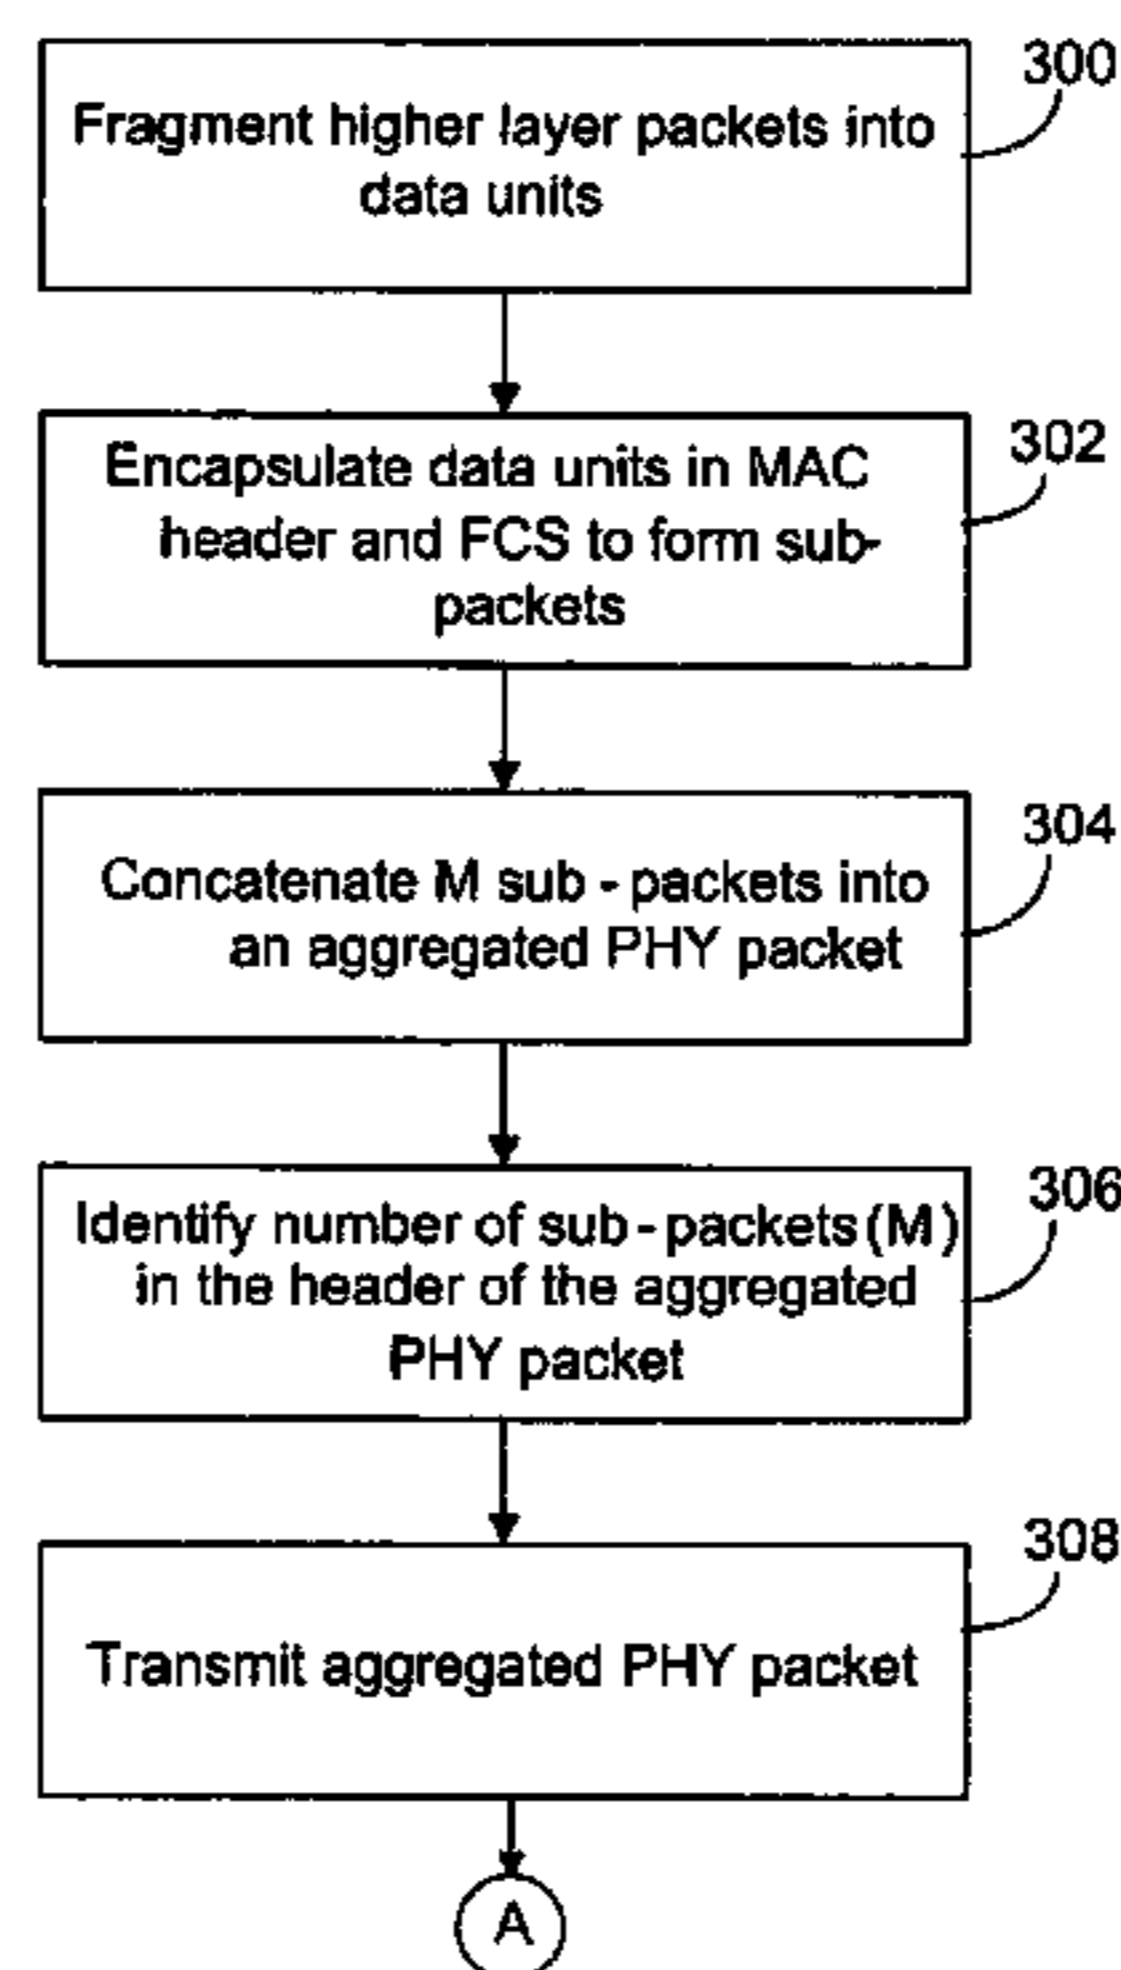 300
Fragment higher layer packets into
data units
302
Encapsulate data units in MAC
header and FCS to form sub-
packets
304
Concatenate M sub - packets into
an aggregated PHY packet
306
Identify number of sub - packets (M)
in the header of the aggregated
PHY packet
308
Transmit aggregated PHY packet
A